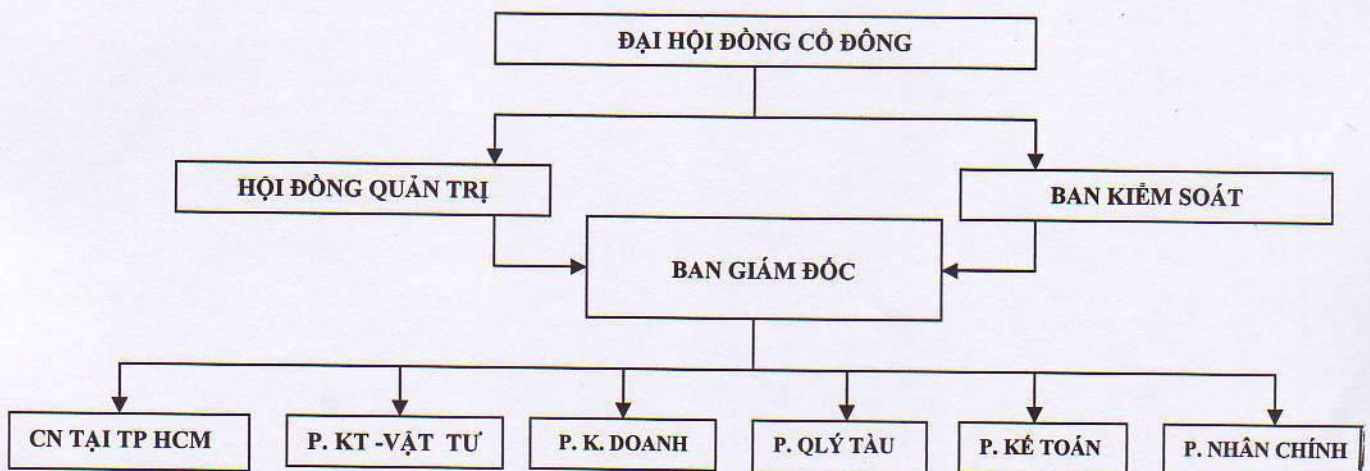 ĐẠI HỘI ĐỒNG CỔ ĐÔNG
HỘI ĐỒNG QUẢN TRỊ
BAN KIỂM SOÁT
BAN GIÁM ĐỐC
CN TẠI TP HCM
P. KT -VẬT TƯ
P. K. DOANH
P. QLÝ TÀU
P. KẾ TOÁN
P. NHÂN CHÍNH